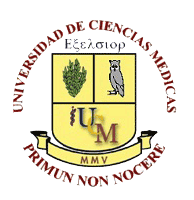 UNIVERSIDAD DE CIENCIAS MEDICAS
Εξελσιορ
UCM
MMV
PRIMUN NON NOCERE